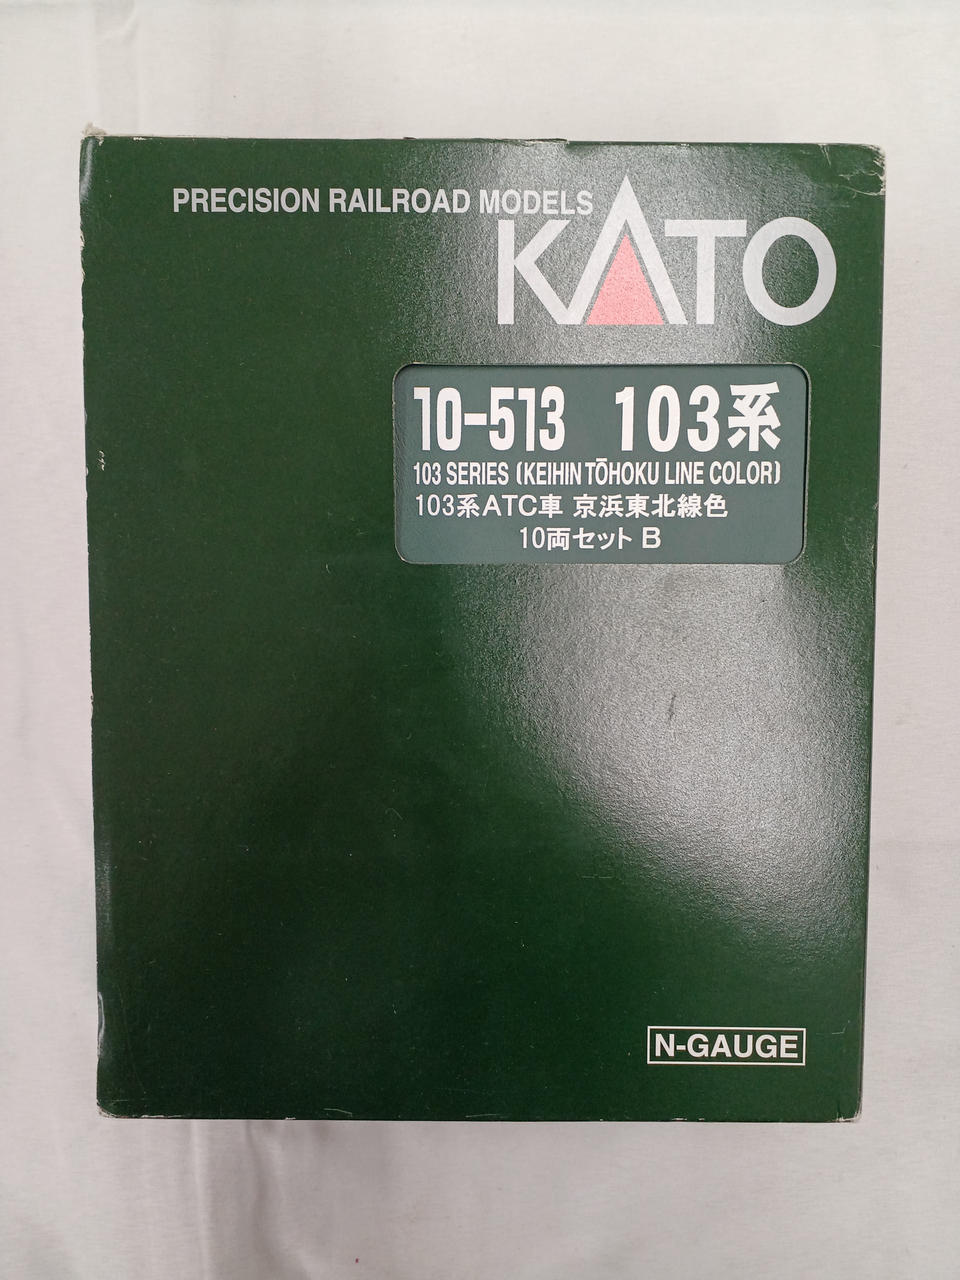 PRECISION RAILROAD MODELS
KATO
10-513 103系
103 SERIES (KEIHIN TŌHOKU LINE COLOR)
103系ATC車 京浜東北線色
10両セット B
N-GAUGE